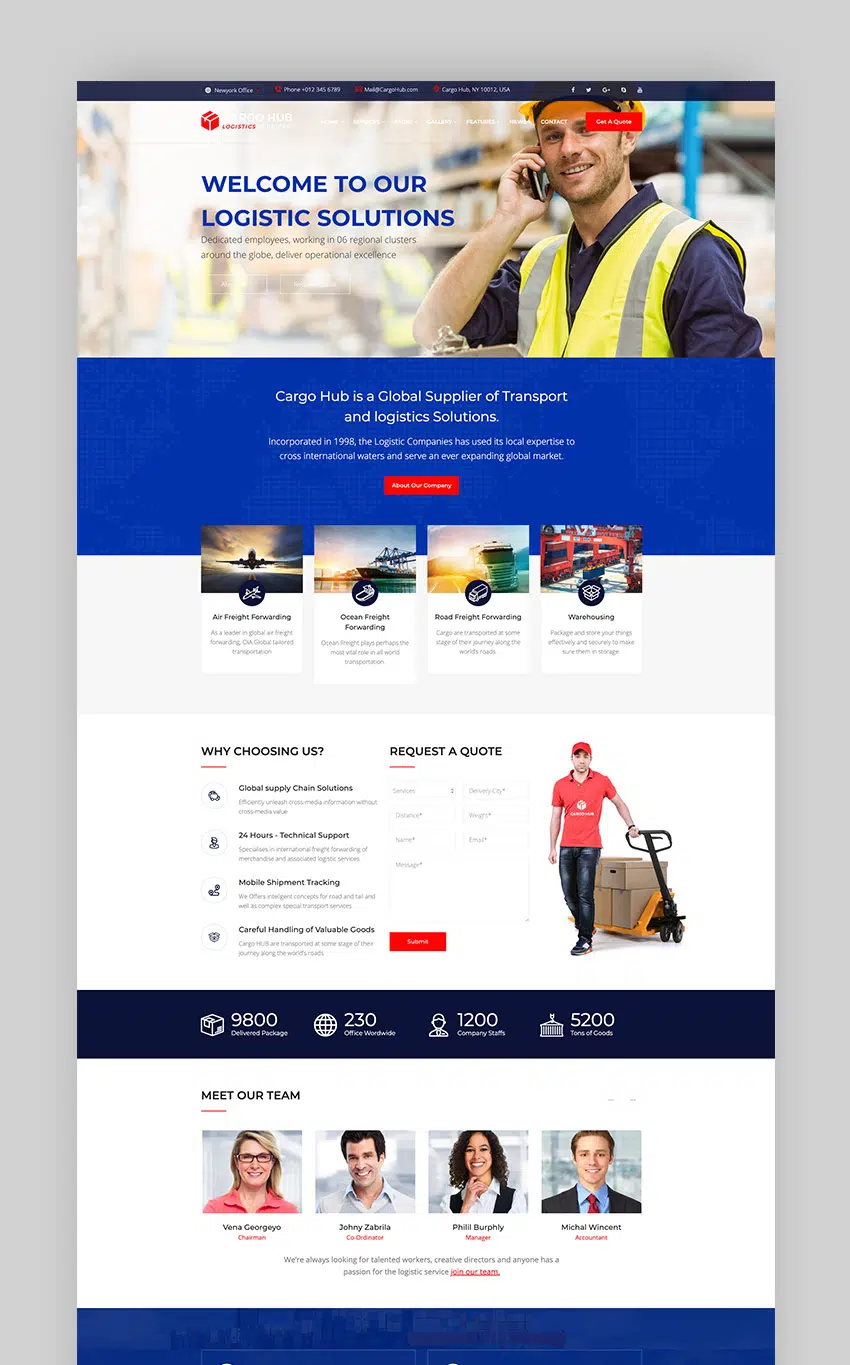 Newyork Office
Phone +012 345 6789
Mail@CargoHub.com
Cargo Hub, NY 10012, USA
CARGO HUB
LOGISTICS
HOME
SERVICES
PAGES
GALLERY
FEATURES
NEWS
CONTACT
Get A Quote
WELCOME TO OUR
LOGISTIC SOLUTIONS
Dedicated employees, working in 06 regional clusters
around the globe, deliver operational excellence
Cargo Hub is a Global Supplier of Transport
and logistics Solutions.
Incorporated in 1998, the Logistic Companies has used its local expertise to
cross international waters and serve an ever expanding global market.
About Our Company
Air Freight Forwarding
As a leader in global air freight
forwarding, OIA Global tailored
transportation
Ocean Freight
Forwarding
Ocean Freight plays perhaps the
most vital role in all world
transportation
Road Freight Forwarding
Cargo are transported at some
stage of their journey along the
world's roads
Warehousing
Package and store your things
effectively and securely to make
sure them in storage.
WHY CHOOSING US?
Global supply Chain Solutions
Efficiently unleash cross-media information without
cross-media value
24 Hours - Technical Support
Specialises in international freight forwarding of
merchandise and associated logistic services
Mobile Shipment Tracking
We Offers intelligent concepts for road and tail and
well as complex special transport services
Careful Handling of Valuable Goods
Cargo HUB are transported at some stage of their
journey along the world's roads
REQUEST A QUOTE
Services
Delivery City*
Distance*
Weight*
Name*
Email*
Message*
Submit
CARGO HUB
9800
Delivered Package
230
Office Wordwide
1200
Company Staffs
5200
Tons of Goods
MEET OUR TEAM
Vena Georgeyo
Chairman
Johny Zabrila
Co-Ordinator
Philil Burphly
Manager
Michal Wincent
Accountant
We're always looking for talented workers, creative directors and anyone has a
passion for the logistic service join our team.